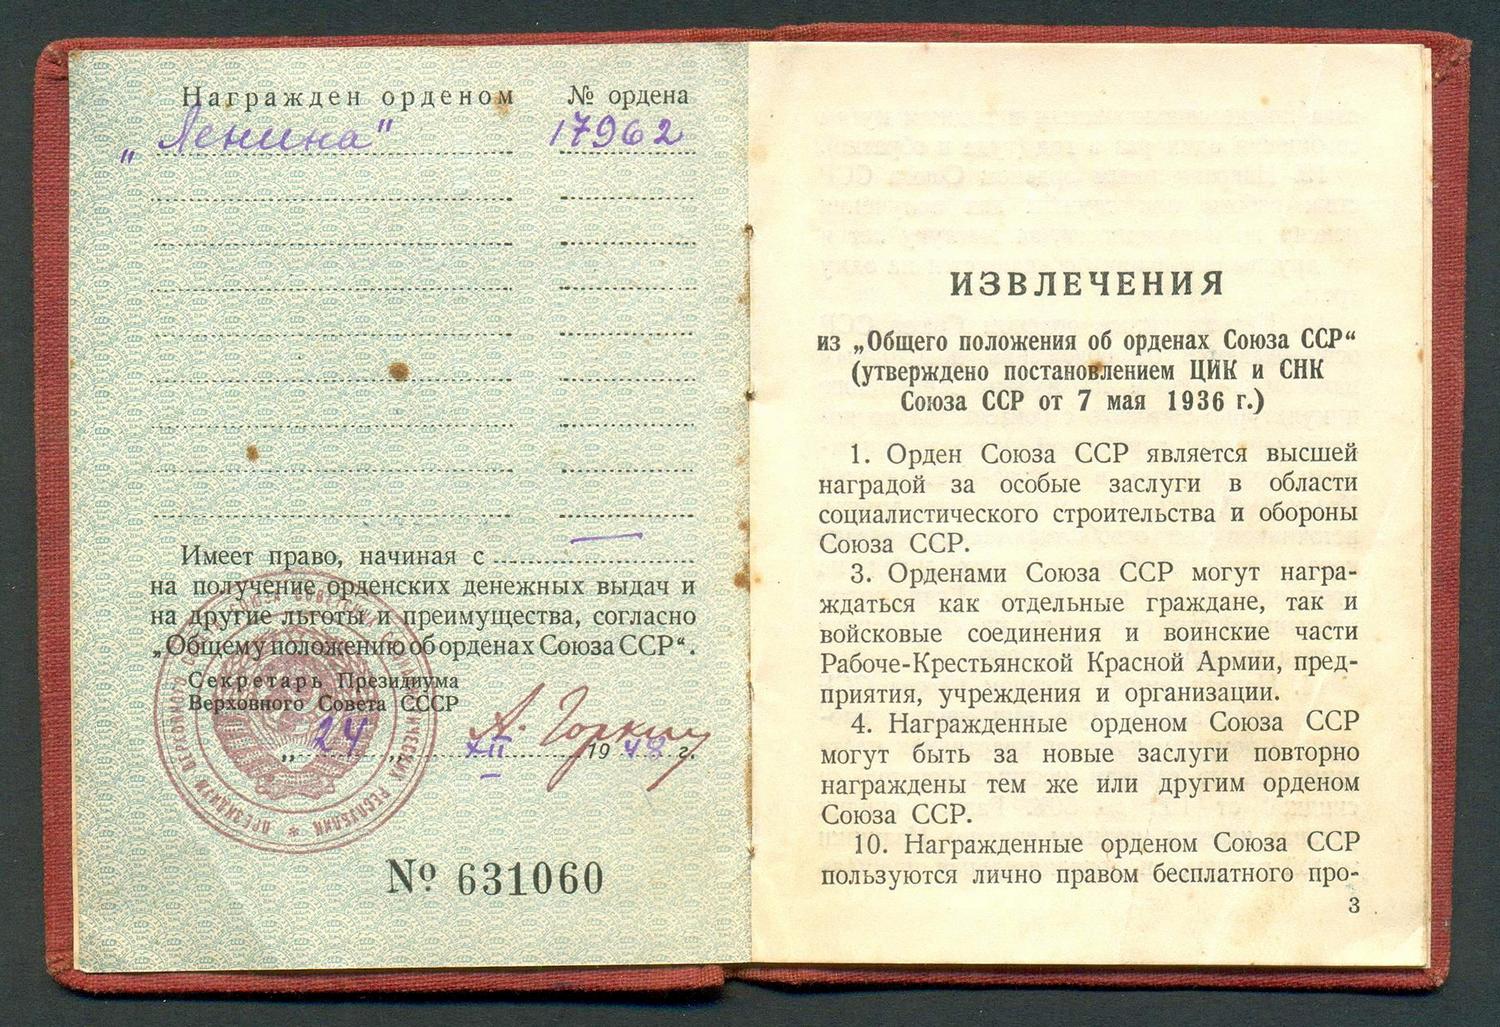 Награжден орденом № ордена
„Ленина" 17962
Имеет право, начиная с —
на получение орденских денежных выдач и
на другие льготы и преимущества, согласно
„Общему положению об орденах Союза ССР“.
Секретарь Президиума
Верховного Совета СССР
А. Горкин
„24 „ XII 1948 г.
№ 631060
ИЗВЛЕЧЕНИЯ
из „Общего положения об орденах Союза ССР“
(утверждено постановлением ЦИК и СНК
Союза ССР от 7 мая 1936 г.)
1. Орден Союза ССР является высшей
наградой за особые заслуги в области
социалистического строительства и обороны
Союза ССР.
3. Орденами Союза ССР могут награ-
ждаться как отдельные граждане, так и
войсковые соединения и воинские части
Рабоче-Крестьянской Красной Армии, пред-
приятия, учреждения и организации.
4. Награжденные орденом Союза ССР
могут быть за новые заслуги повторно
награждены тем же или другим орденом
Союза ССР.
10. Награжденные орденом Союза ССР
пользуются лично правом бесплатного про-
3